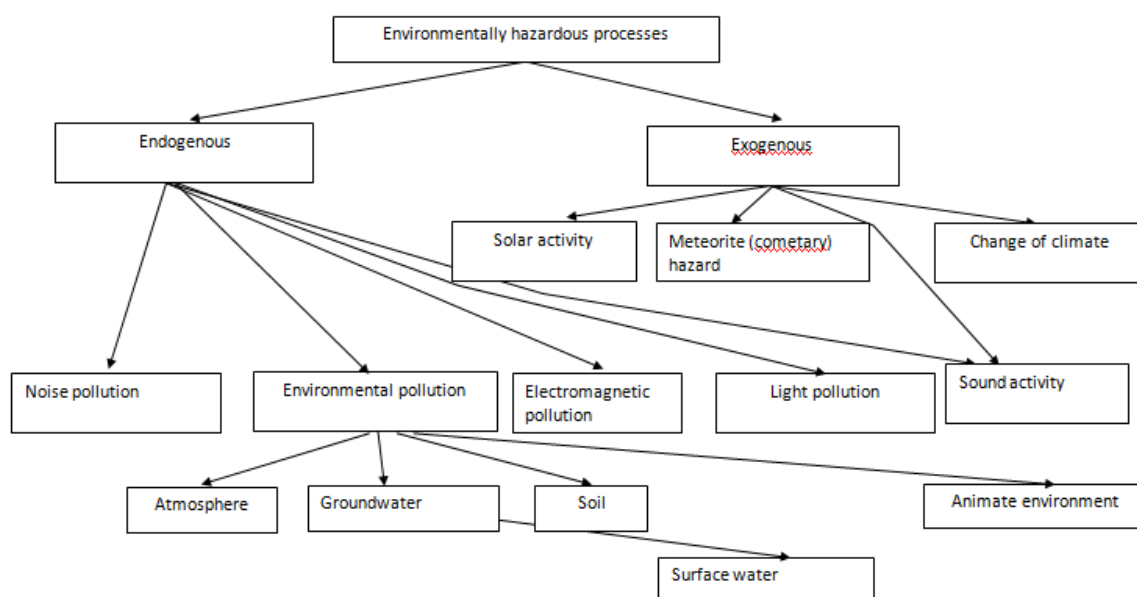 Environmentally hazardous processes
Endogenous
Exogenous
Solar activity
Meteorite (cometary)
hazard
Change of climate
Noise pollution
Environmental pollution
Electromagnetic
pollution
Light pollution
Sound activity
Atmosphere
Groundwater
Soil
Animate environment
Surface water